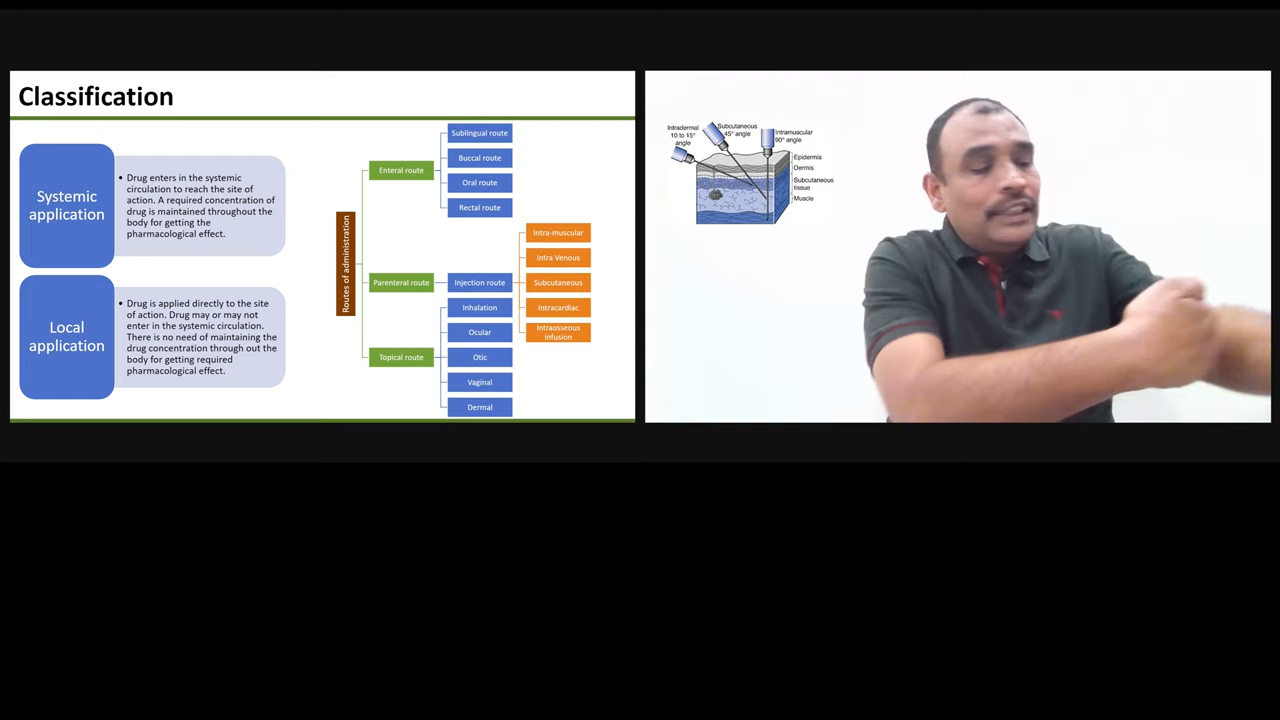 Classification
Systemic
application
• Drug enters in the systemic
circulation to reach the site of
action. A required concentration of
drug is maintained throughout the
body for getting the
pharmacological effect.
Local
application
• Drug is applied directly to the site
of action. Drug may or may not
enter in the systemic circulation.
There is no need of maintaining the
drug concentration through out the
body for getting required
pharmacological effect.
Routes of administration
Enteral route
Sublingual route
Buccal route
Oral route
Rectal route
Parenteral route
Injection route
Intra-muscular
Intra Venous
Subcutaneous
Intracardiac
Intraosseous
Infusion
Topical route
Inhalation
Ocular
Otic
Vaginal
Dermal
Intradermal
10 to 15°
angle
Subcutaneous
45° angle
Intramuscular
90° angle
Epidermis
Dermis
Subcutaneous
tissue
Muscle